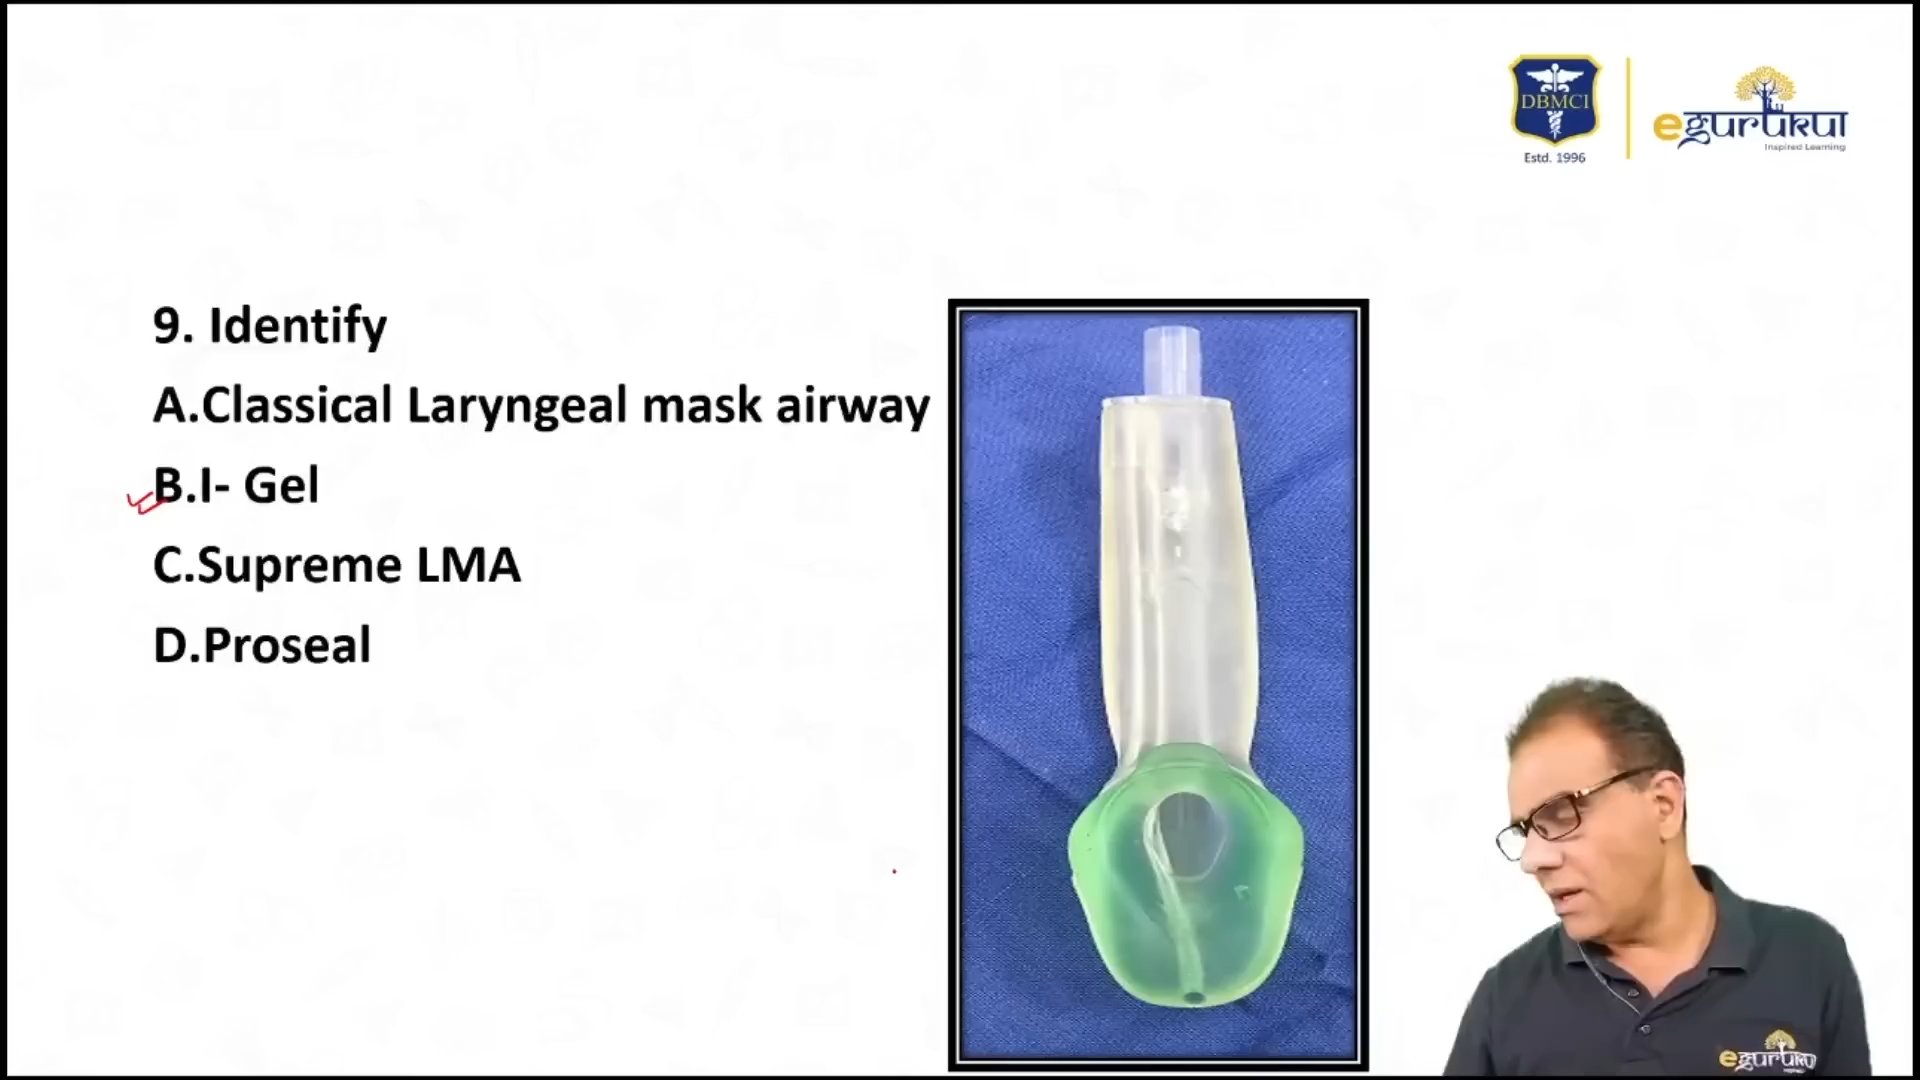 DBMCI
Estd. 1996
egurukul
Inspired Learning
9. Identify
A.Classical Laryngeal mask airway
B.I- Gel
C.Supreme LMA
D.Proseal
egurukul